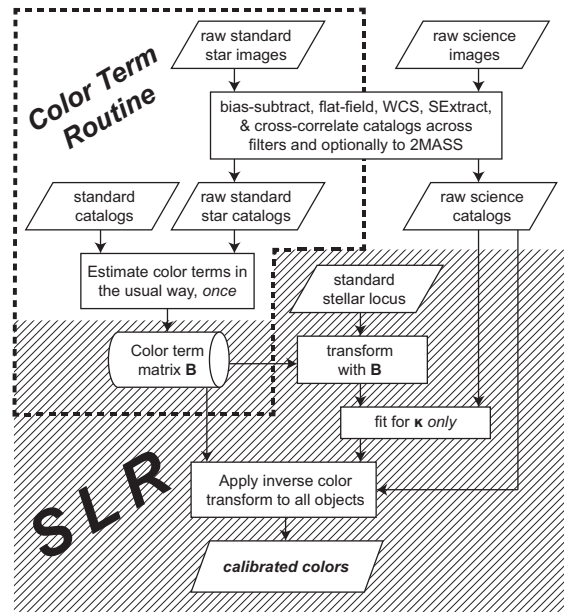 Color Term
Routine
raw standard
star images
raw science
images
bias-subtract, flat-field, WCS, SExtract,
& cross-correlate catalogs across
filters and optionally to 2MASS
standard
catalogs
raw standard
star catalogs
raw science
catalogs
Estimate color terms in
the usual way, once
standard
stellar locus
Color term
matrix B
transform
with B
fit for κ only
SLR
Apply inverse color
transform to all objects
calibrated colors